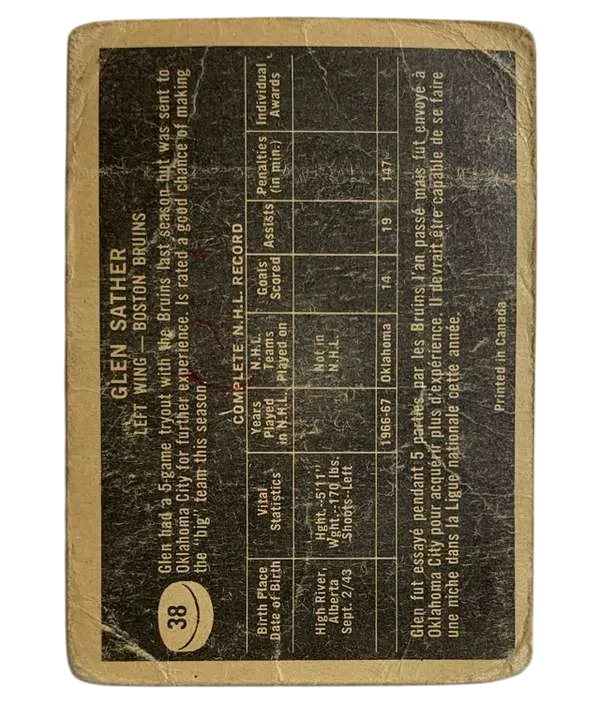 38
GLEN SATHER
LEFT WING — BOSTON BRUINS
Glen had a 5-game tryout with the Bruins last season but was sent to
Oklahoma City for further experience. Is rated a good chance of making
the "big" team this season.
COMPLETE N.H.L. RECORD
Birth Place Date of Birth | Vital Statistics | Years Played in N.H.L. | N.H.L. Teams Played on | Goals Scored | Assists | Penalties (in min.) | Individual Awards
High River, Alberta Sept. 2/43 | Hght.--5'11" Wght.--170 lbs. Shoots--Left | | Not in N.H.L.
1966-67 | Oklahoma | 14 | 19 | 147
Glen fut essayé pendant 5 parties par les Bruins l'an passé mais fut envoyé à
Oklahoma City pour acquérir plus d'expérience. Il devrait être capable de se faire
une niche dans la Ligue nationale cette année.
Printed in Canada